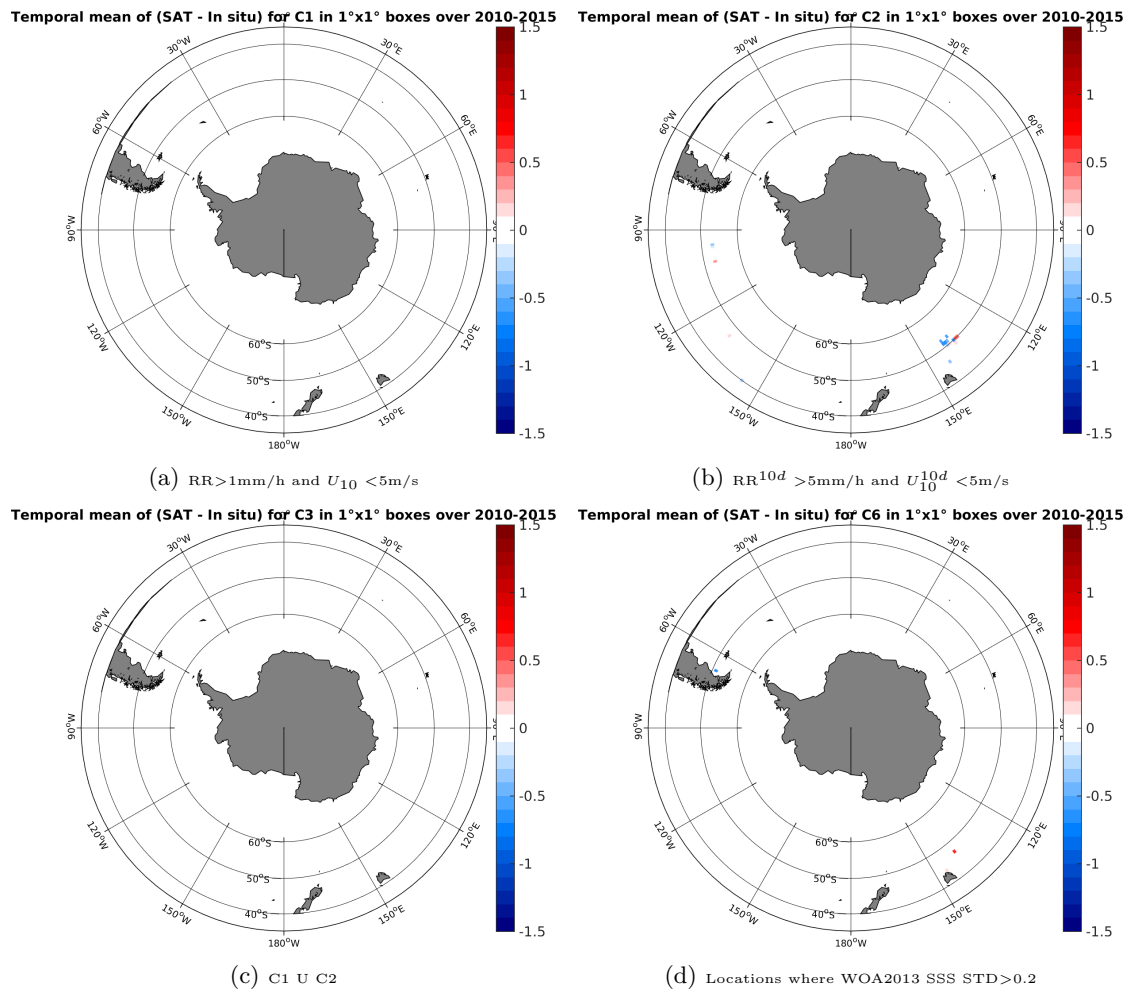 Temporal mean of (SAT - In situ) for C1 in 1°x1° boxes over 2010-2015
30°W
30°E
60°W
60°E
90°W
120°W
120°E
150°W
150°E
180°W
60°S
50°S
40°S
1.5
1
0.5
0
-0.5
-1
-1.5
(a) RR>1mm/h and U10 <5m/s
Temporal mean of (SAT - In situ) for C2 in 1°x1° boxes over 2010-2015
30°W
30°E
60°W
60°E
90°W
120°W
120°E
150°W
150°E
180°W
60°S
50°S
40°S
1.5
1
0.5
0
-0.5
-1
-1.5
(b) RR^10d >5mm/h and U10^10d <5m/s
Temporal mean of (SAT - In situ) for C3 in 1°x1° boxes over 2010-2015
30°W
30°E
60°W
60°E
90°W
120°W
120°E
150°W
150°E
180°W
60°S
50°S
40°S
1.5
1
0.5
0
-0.5
-1
-1.5
(c) C1 U C2
Temporal mean of (SAT - In situ) for C6 in 1°x1° boxes over 2010-2015
30°W
30°E
60°W
60°E
90°W
120°W
120°E
150°W
150°E
180°W
60°S
50°S
40°S
1.5
1
0.5
0
-0.5
-1
-1.5
(d) Locations where WOA2013 SSS STD>0.2